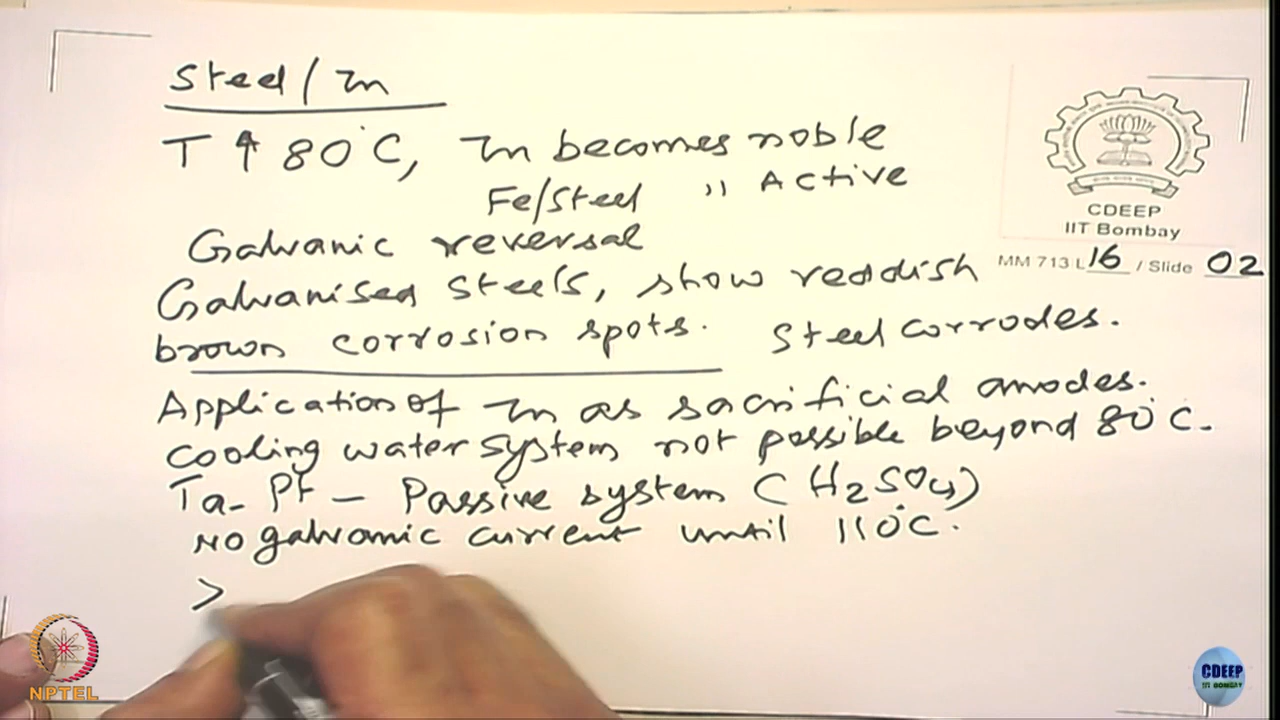 Steel / Zn
T ↑ 80°C, Zn becomes noble
Fe/Steel " Active
Galvanic reversal
Galvanised steels, show reddish
brown corrosion spots. Steel corrodes.
Application of Zn as sacrificial anodes.
cooling water system not possible beyond 80°C.
Ta-Pt - Passive system (H2SO4)
No galvanic current until 110°C.
>
CDEEP
IIT Bombay
MM 713 L 16 / Slide 02
NPTEL
CDEEP
IIT BOMBAY